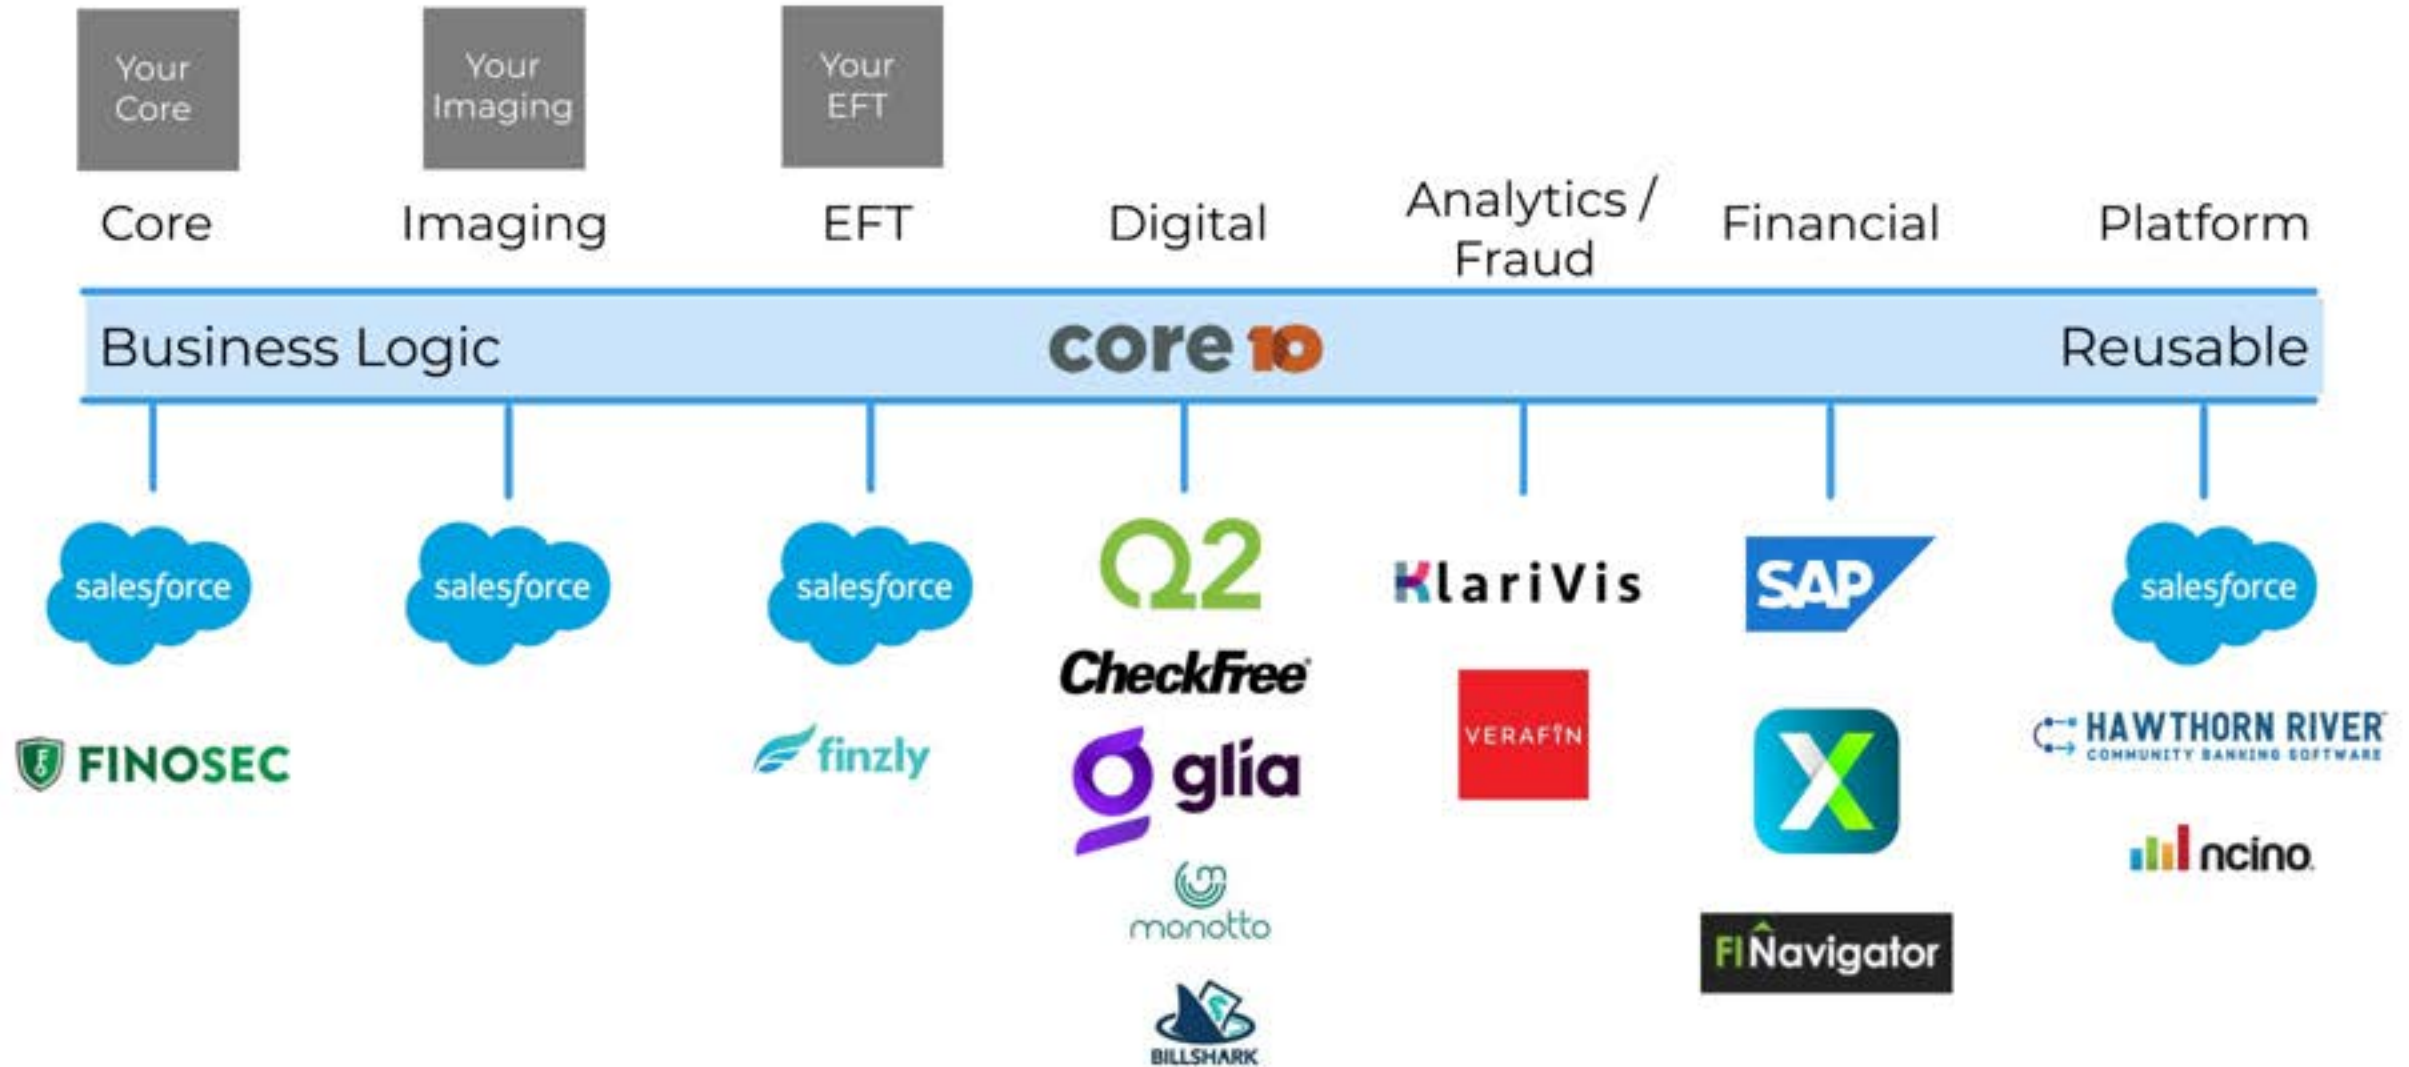 Your
Core
Your
Imaging
Your
EFT
Core
Imaging
EFT
Digital
Analytics /
Fraud
Financial
Platform
Business Logic
core 10
Reusable
salesforce
salesforce
salesforce
Q2
KlariVis
SAP
salesforce
CheckFree
FINOSEC
finzly
glia
VERAFIN
X
HAWTHORN RIVER
COMMUNITY BANKING SOFTWARE
ncino
monotto
FI Navigator
BILLSHARK